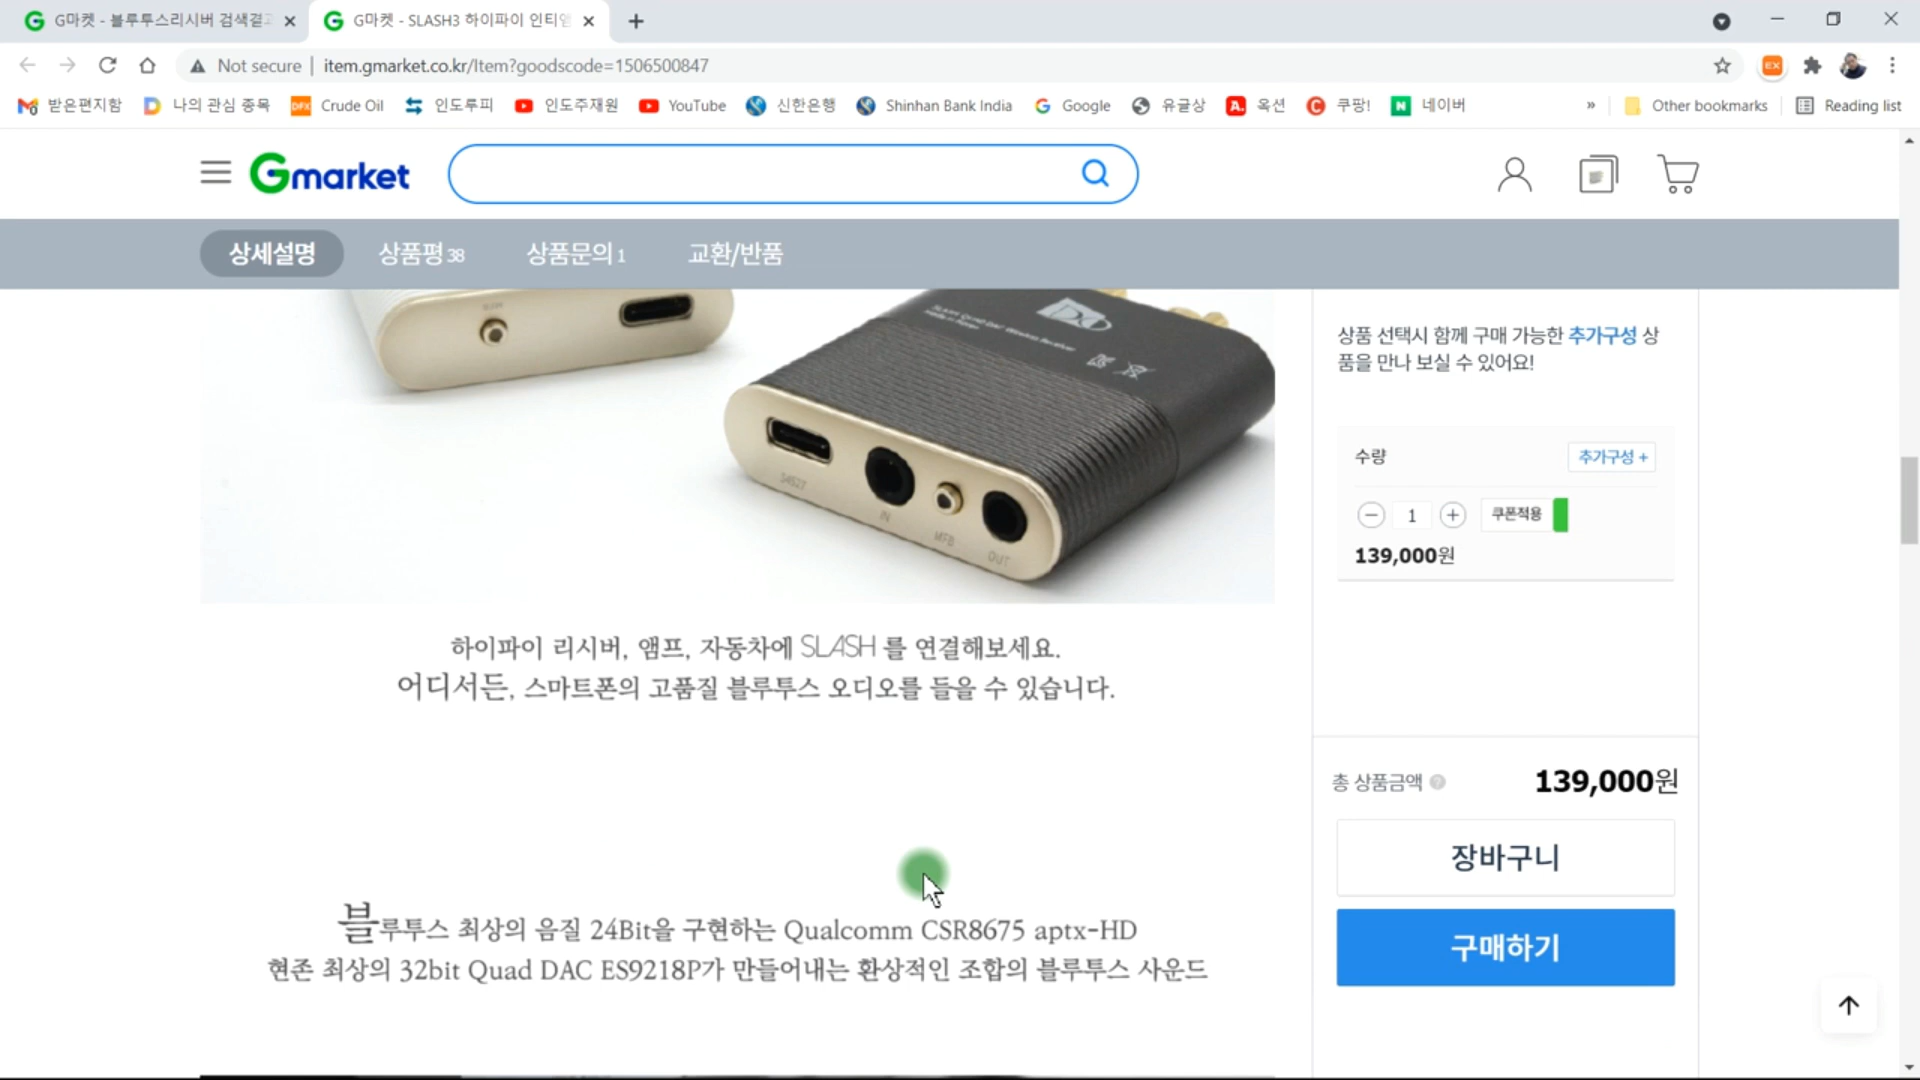 G마켓 - 블루투스리시버 검색결과
G마켓 - SLASH3 하이파이 인티앰
Not secure
item.gmarket.co.kr/Item?goodscode=1506500847
받은편지함
나의 관심 종목
Crude Oil
인도루피
인도주재원
YouTube
신한은행
Shinhan Bank India
Google
유글상
옥션
쿠팡!
네이버
»
Other bookmarks
Reading list
Gmarket
상세설명
상품평 38
상품문의 1
교환/반품
SLASH Quad DAC Wireless Receiver
IN
MFB
OUT
상품 선택시 함께 구매 가능한 추가구성 상
품을 만나 보실 수 있어요!
수량
추가구성 +
1
쿠폰적용
139,000원
하이파이 리시버, 앰프, 자동차에 SLASH 를 연결해보세요.
어디서든, 스마트폰의 고품질 블루투스 오디오를 들을 수 있습니다.
총 상품금액
139,000원
장바구니
구매하기
블루투스 최상의 음질 24Bit을 구현하는 Qualcomm CSR8675 aptx-HD
현존 최상의 32bit Quad DAC ES9218P가 만들어내는 환상적인 조합의 블루투스 사운드